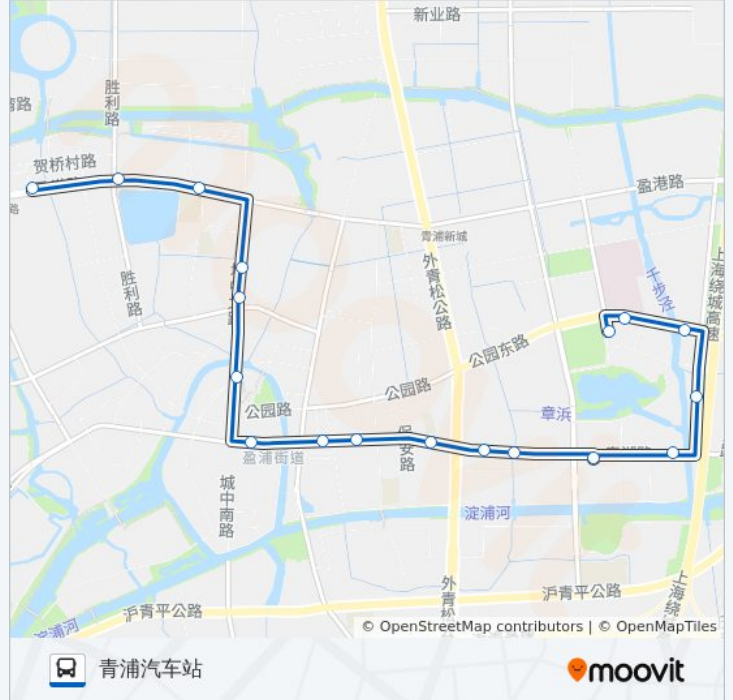 新业路
胜利路
贺桥村路
路
盈港路
青浦新城
上海绕城高速
千步泾
胜利路
外青松公路
公园东路
公园路
公园路
章浜
保安路
盈浦街道
城中南路
淀浦河
外青松
沪青平公路
上海绕
沪青平公路
淀浦河
© OpenStreetMap contributors | © OpenMapTiles
青浦汽车站
moovit